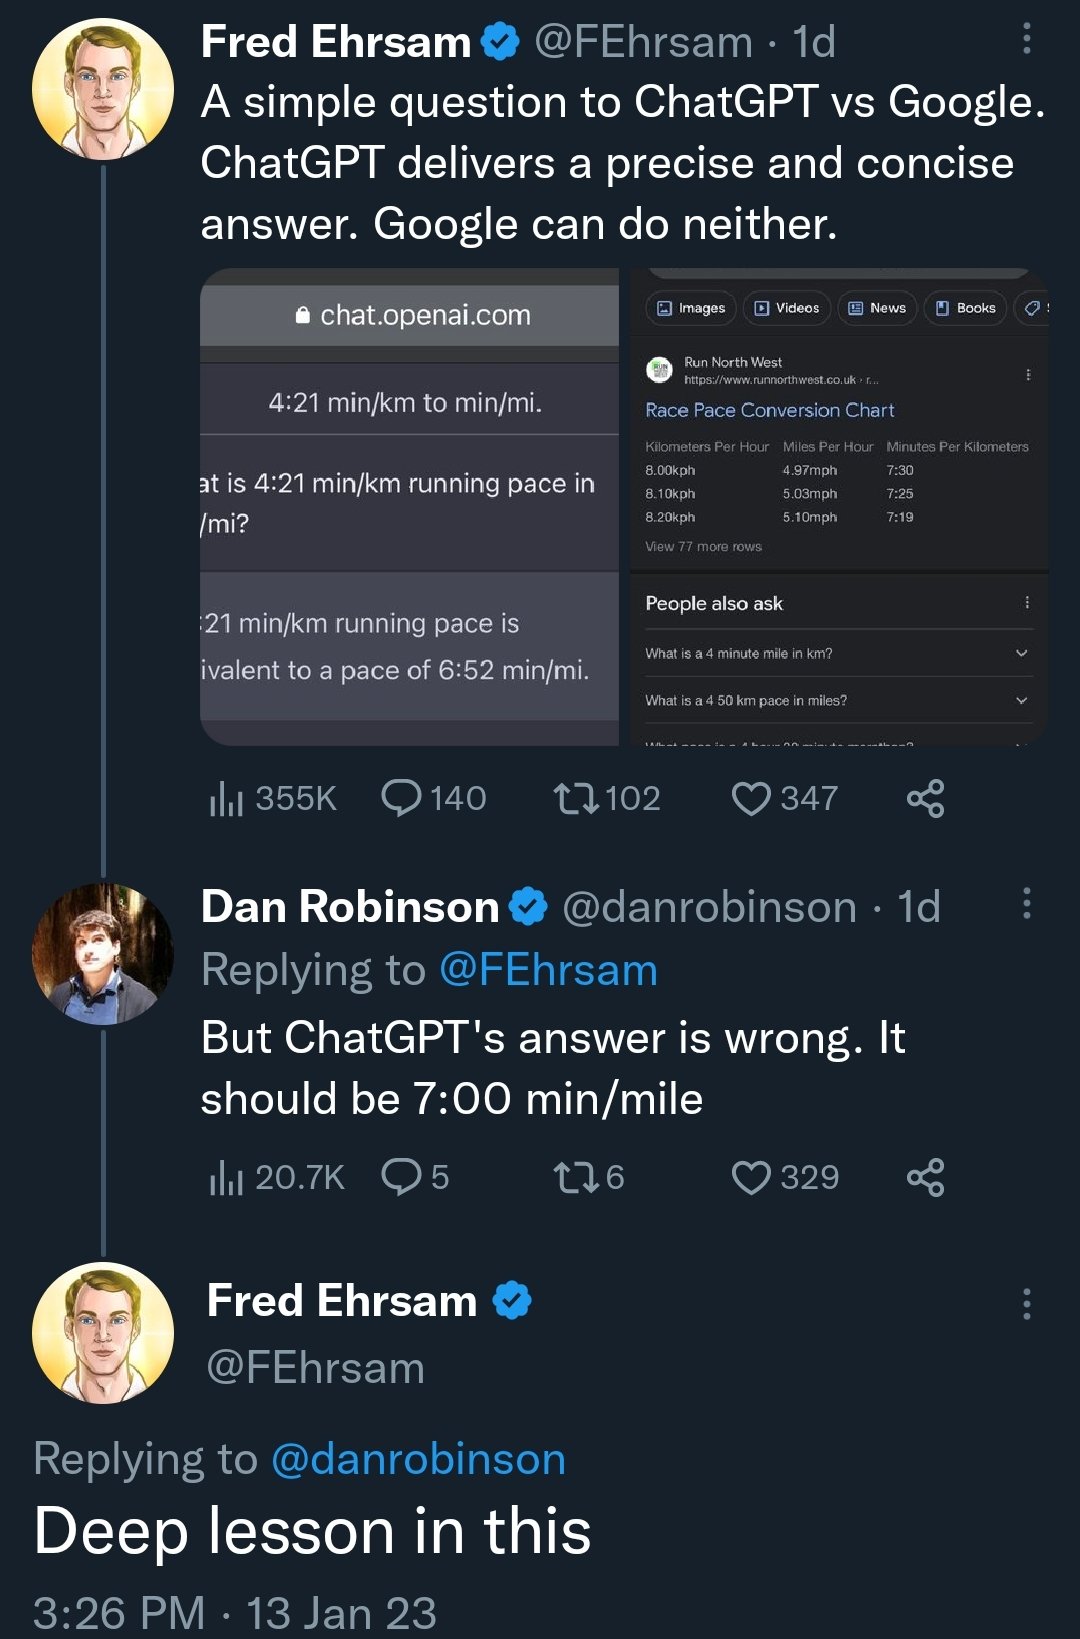 Fred Ehrsam @FEhrsam · 1d
A simple question to ChatGPT vs Google.
ChatGPT delivers a precise and concise
answer. Google can do neither.
chat.openai.com
4:21 min/km to min/mi.
at is 4:21 min/km running pace in
/mi?
:21 min/km running pace is
ivalent to a pace of 6:52 min/mi.
Images Videos News Books
Run North West
https://www.runnorthwest.co.uk › r...
Race Pace Conversion Chart
Kilometers Per Hour Miles Per Hour Minutes Per Kilometers
8.00kph 4.97mph 7:30
8.10kph 5.03mph 7:25
8.20kph 5.10mph 7:19
View 77 more rows
People also ask
What is a 4 minute mile in km?
What is a 4 50 km pace in miles?
355K 140 102 347
Dan Robinson @danrobinson · 1d
Replying to @FEhrsam
But ChatGPT's answer is wrong. It
should be 7:00 min/mile
20.7K 5 6 329
Fred Ehrsam
@FEhrsam
Replying to @danrobinson
Deep lesson in this
3:26 PM · 13 Jan 23